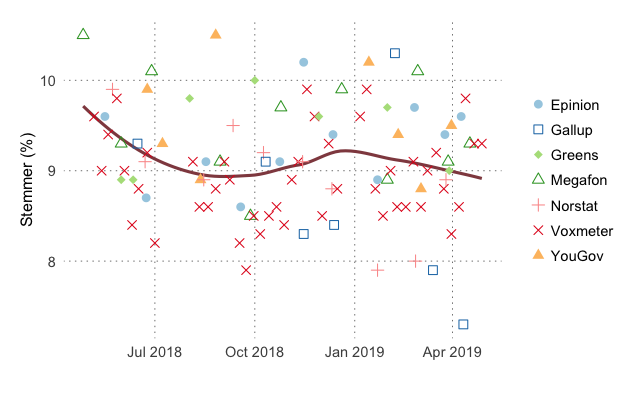 Stemmer (%)
10
9
8
Jul 2018
Oct 2018
Jan 2019
Apr 2019
Epinion
Gallup
Greens
Megafon
Norstat
Voxmeter
YouGov